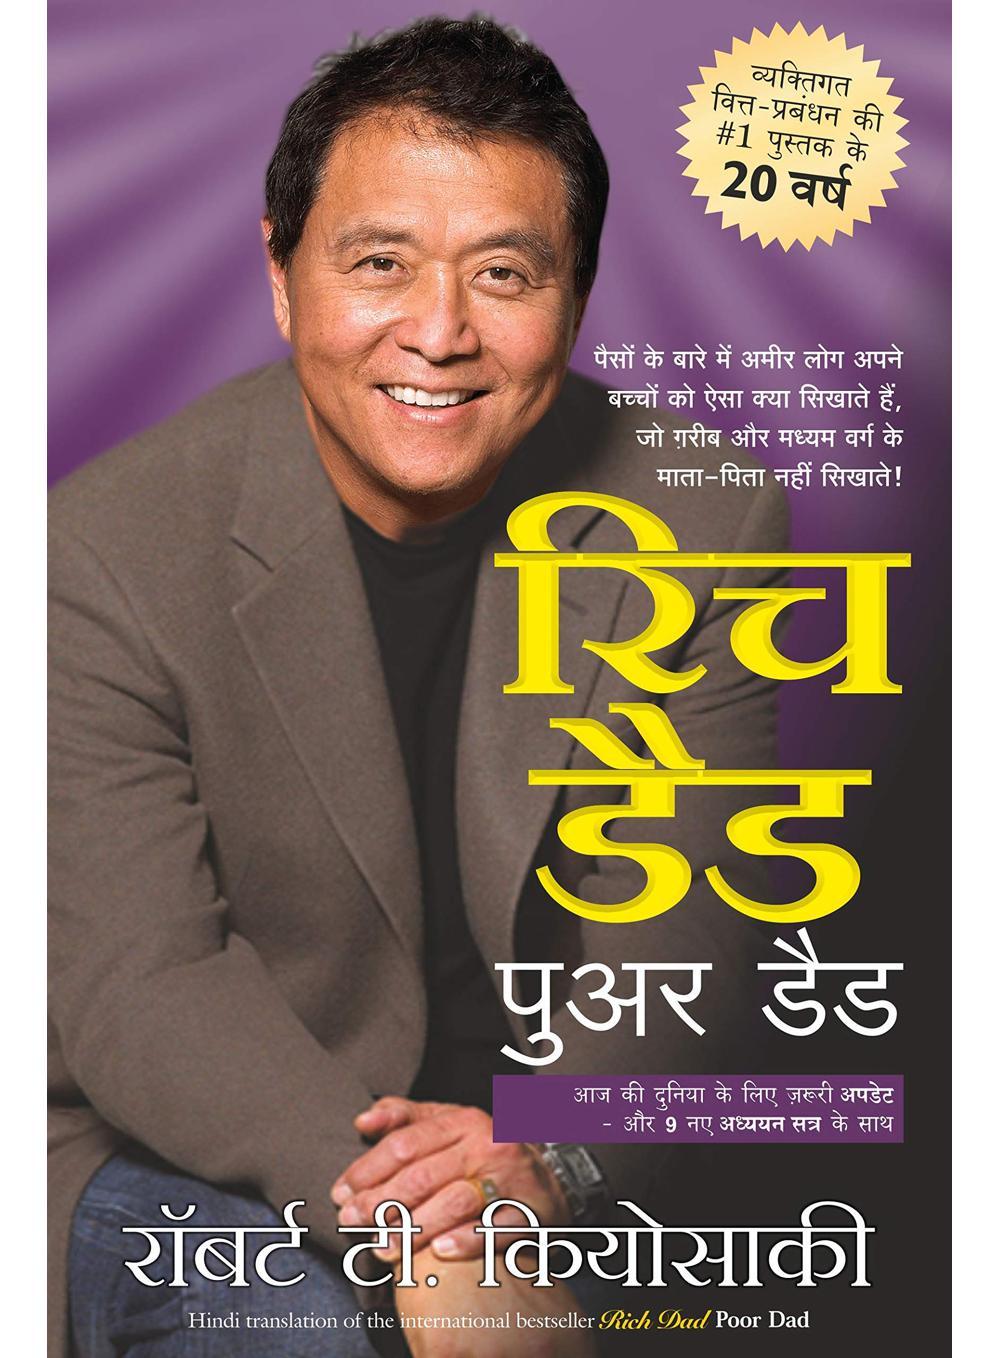 व्यक्तिगत
वित्त-प्रबंधन की
#1 पुस्तक के
20 वर्ष
पैसों के बारे में अमीर लोग अपने
बच्चों को ऐसा क्या सिखाते हैं,
जो ग़रीब और मध्यम वर्ग के
माता-पिता नहीं सिखाते!
रिच
डैड
पुअर डैड
आज की दुनिया के लिए ज़रूरी अपडेट
- और 9 नए अध्ययन सत्र के साथ
रॉबर्ट टी. कियोसाकी
Hindi translation of the international bestseller Rich Dad Poor Dad